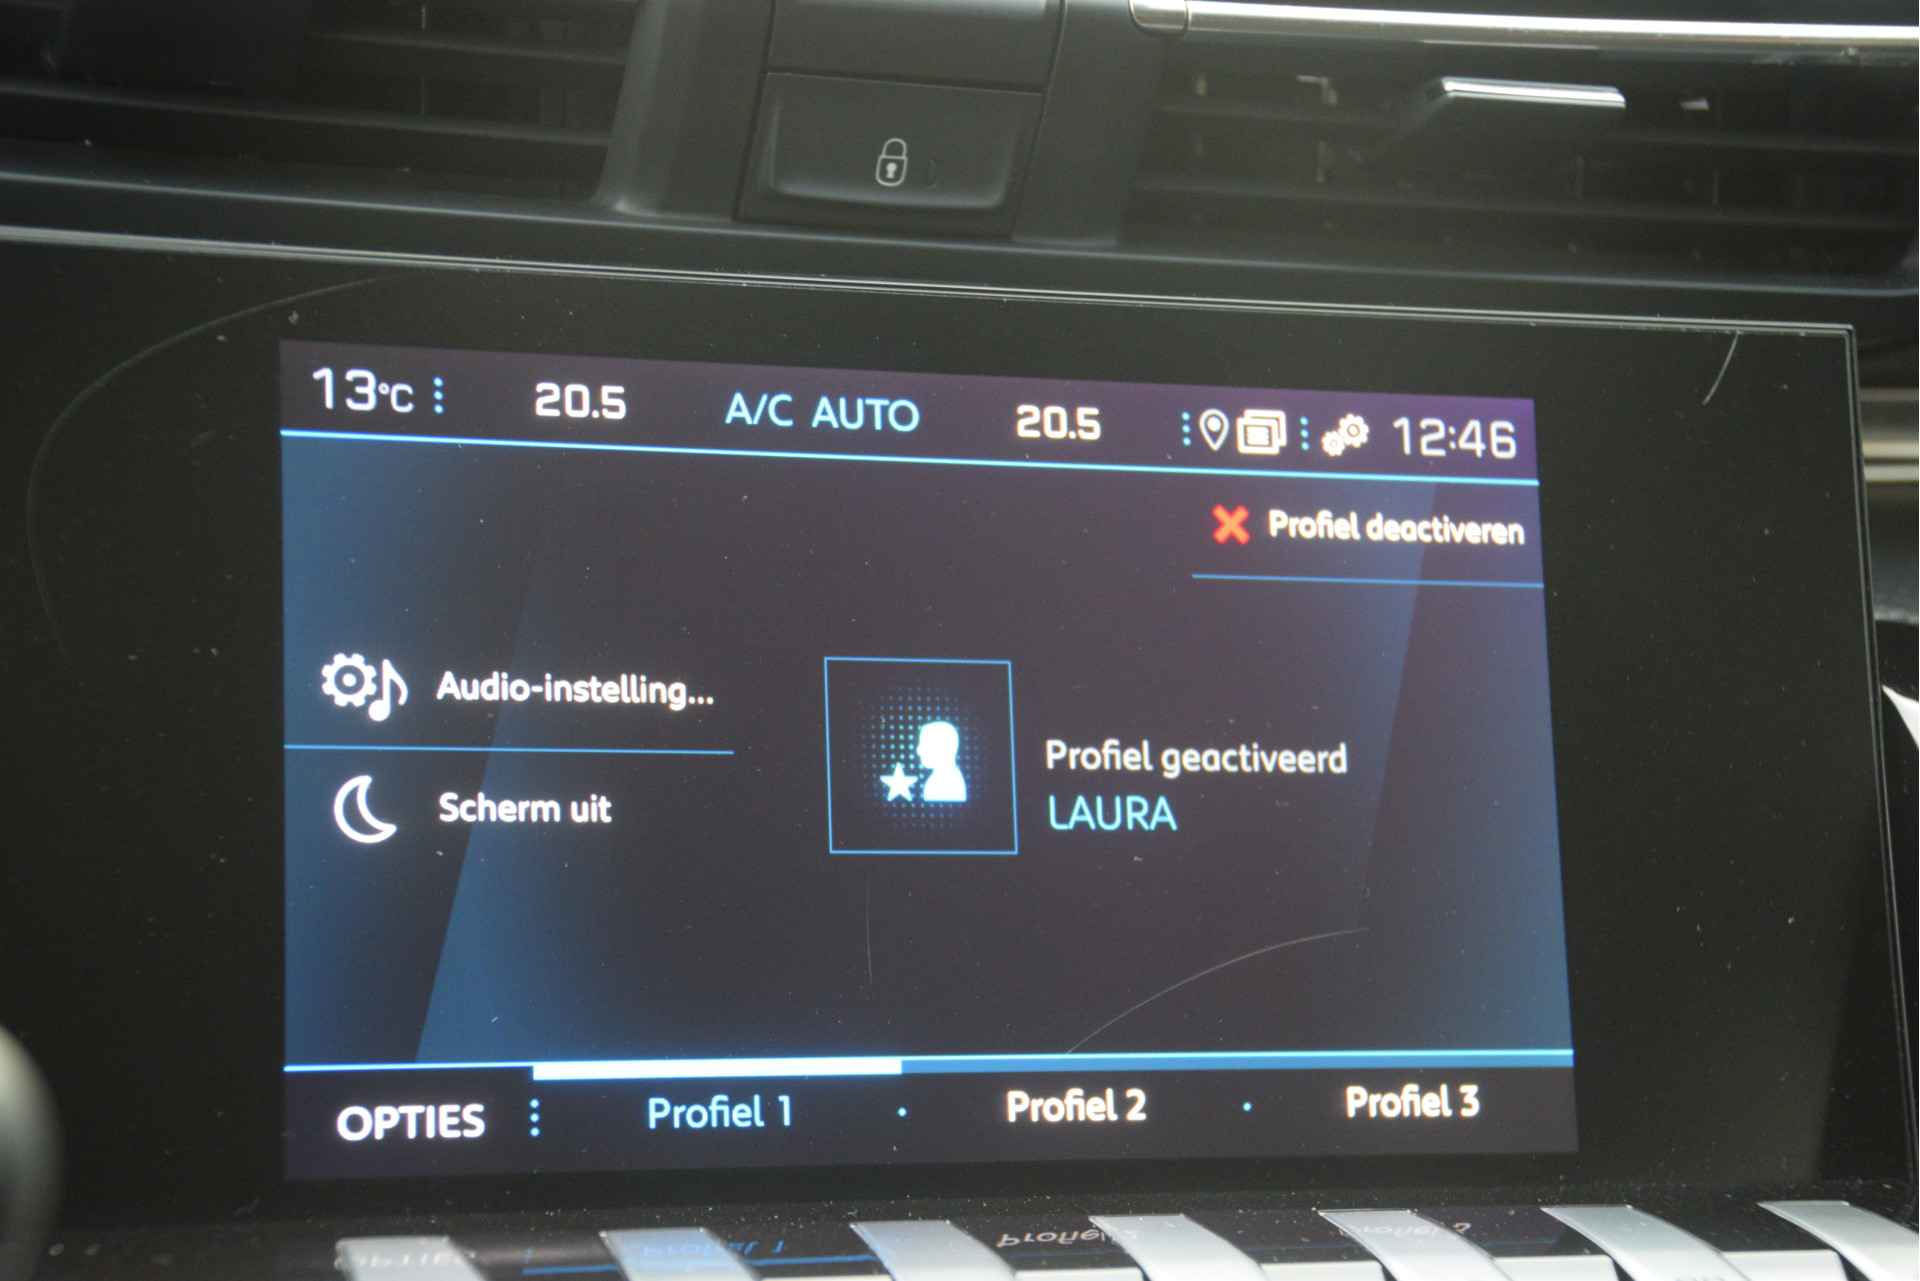 13°C 20.5 A/C AUTO 20.5 12:46
Profiel deactiveren
Audio-instelling...
Scherm uit
Profiel geactiveerd
LAURA
OPTIES Profiel 1 Profiel 2 Profiel 3